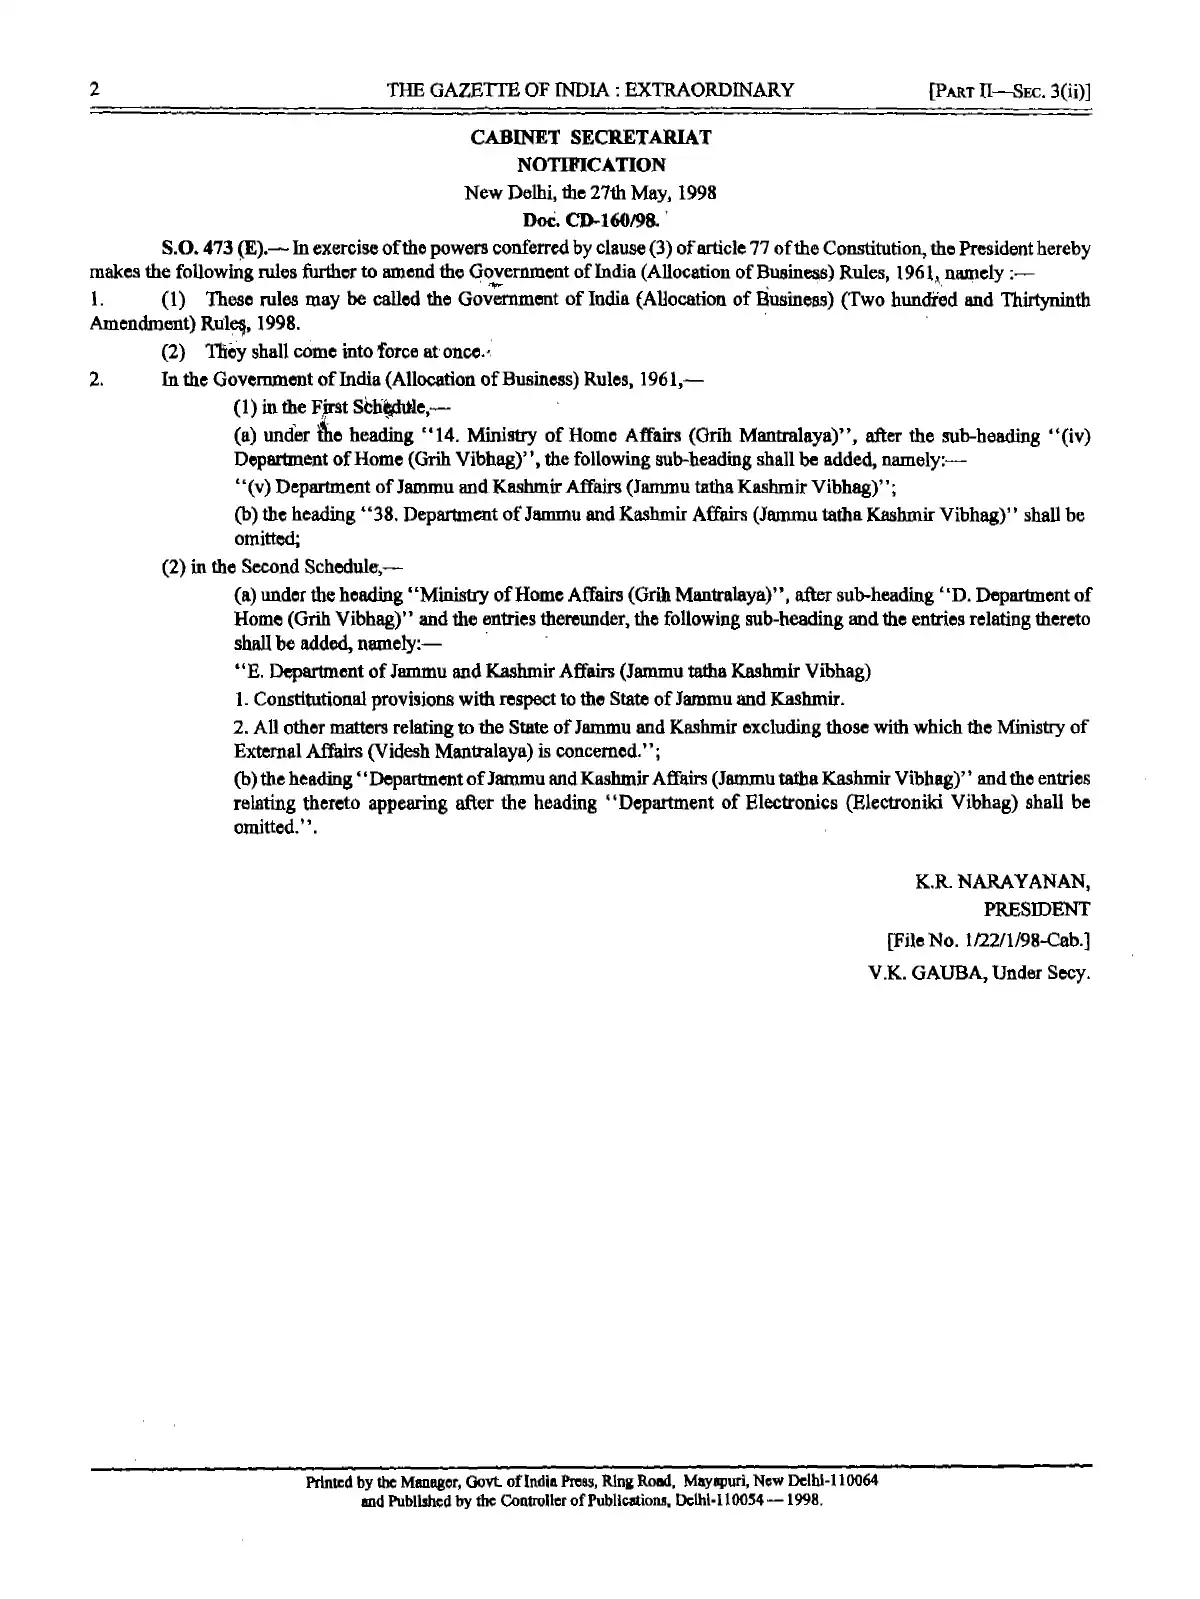 2 THE GAZETTE OF INDIA : EXTRAORDINARY [PART II—SEC. 3(ii)]
CABINET SECRETARIAT
NOTIFICATION
New Delhi, the 27th May, 1998
Doc. CD-160/98.
S.O. 473 (E).— In exercise of the powers conferred by clause (3) of article 77 of the Constitution, the President hereby
makes the following rules further to amend the Government of India (Allocation of Business) Rules, 1961, namely :—
1. (1) These rules may be called the Government of India (Allocation of Business) (Two hundred and Thirtyninth
Amendment) Rules, 1998.
(2) They shall come into force at once.
2. In the Government of India (Allocation of Business) Rules, 1961,—
(1) in the First Schedule,—
(a) under the heading ‘‘14. Ministry of Home Affairs (Grih Mantralaya)’’, after the sub-heading ‘‘(iv)
Department of Home (Grih Vibhag)’’, the following sub-heading shall be added, namely:—
‘‘(v) Department of Jammu and Kashmir Affairs (Jammu tatha Kashmir Vibhag)’’;
(b) the heading ‘‘38. Department of Jammu and Kashmir Affairs (Jammu tatha Kashmir Vibhag)’’ shall be
omitted;
(2) in the Second Schedule,—
(a) under the heading ‘‘Ministry of Home Affairs (Grih Mantralaya)’’, after sub-heading ‘‘D. Department of
Home (Grih Vibhag)’’ and the entries thereunder, the following sub-heading and the entries relating thereto
shall be added, namely:—
‘‘E. Department of Jammu and Kashmir Affairs (Jammu tatha Kashmir Vibhag)
1. Constitutional provisions with respect to the State of Jammu and Kashmir.
2. All other matters relating to the State of Jammu and Kashmir excluding those with which the Ministry of
External Affairs (Videsh Mantralaya) is concerned.’’;
(b) the heading ‘‘Department of Jammu and Kashmir Affairs (Jammu tatha Kashmir Vibhag)’’ and the entries
relating thereto appearing after the heading ‘‘Department of Electronics (Electroniki Vibhag) shall be
omitted.’’.
K.R. NARAYANAN,
PRESIDENT
[File No. 1/22/1/98-Cab.]
V.K. GAUBA, Under Secy.
Printed by the Manager, Govt. of India Press, Ring Road, Mayapuri, New Delhi-110064
and Published by the Controller of Publications, Delhi-110054 — 1998.